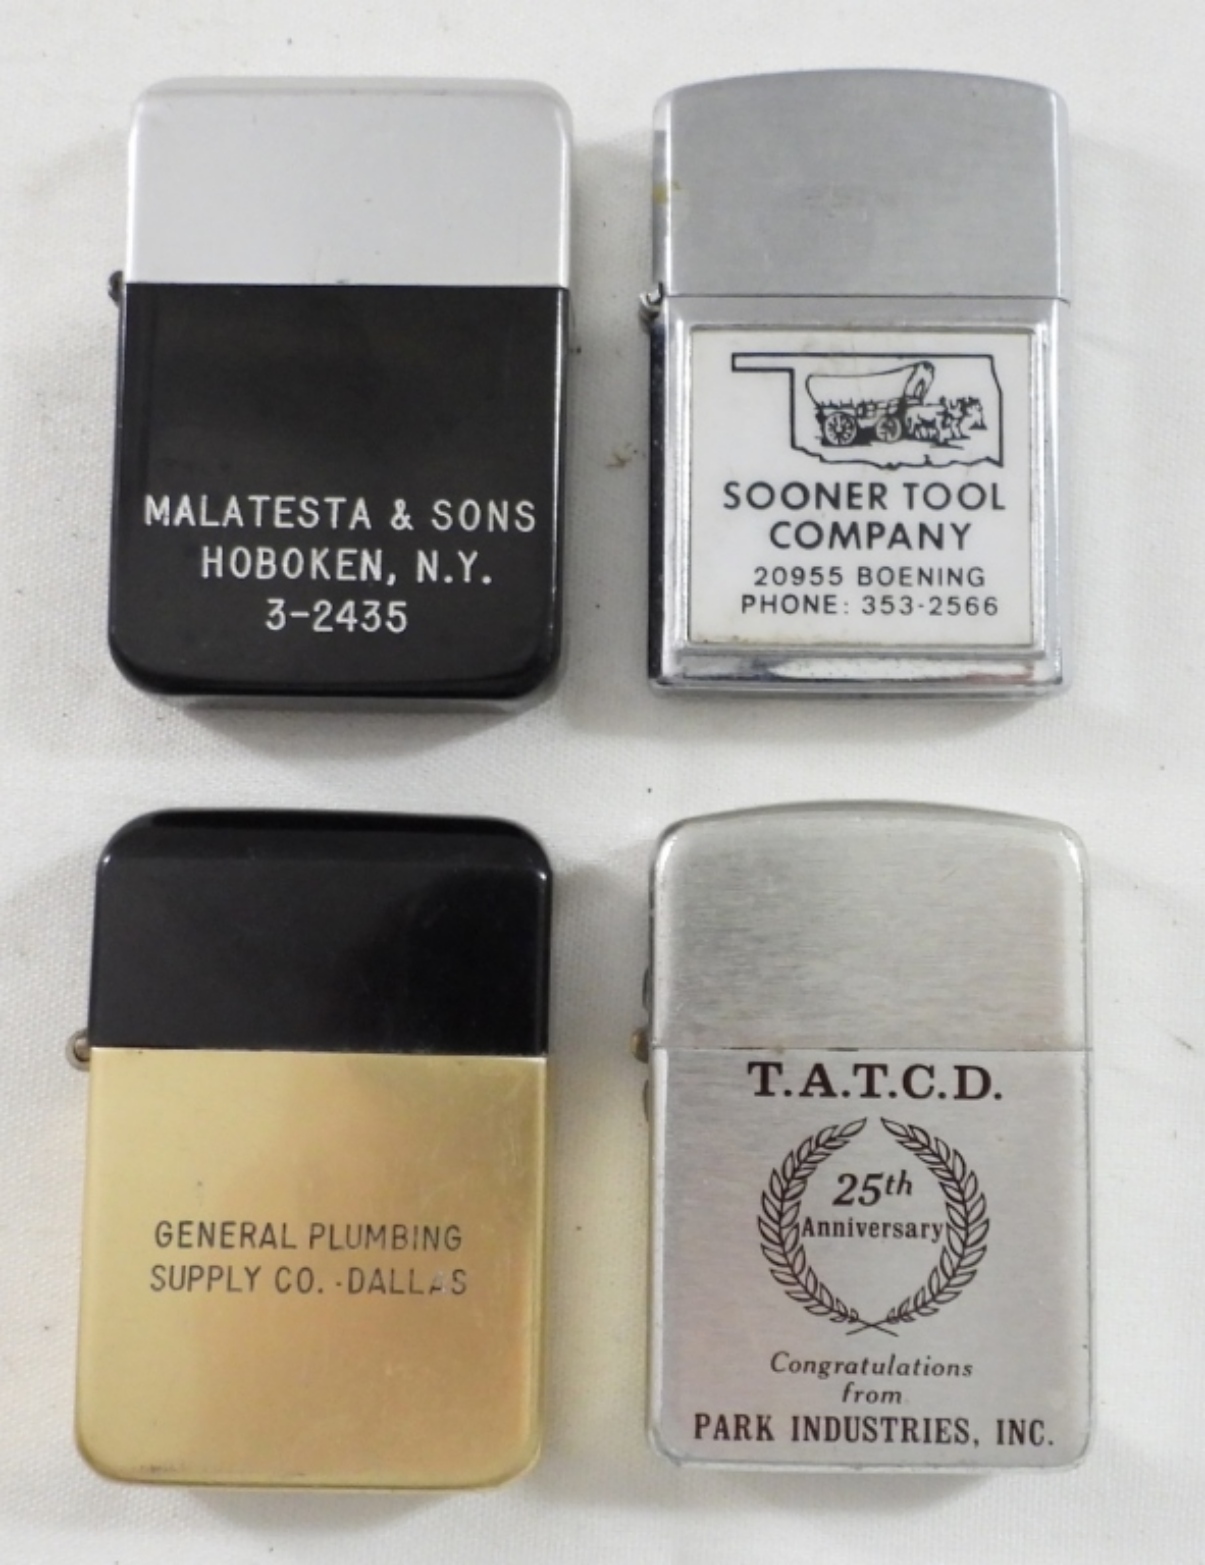 MALATESTA & SONS
HOBOKEN, N.Y.
3-2435
SOONER TOOL
COMPANY
20955 BOENING
PHONE: 353-2566
GENERAL PLUMBING
SUPPLY CO. -DALLAS
T.A.T.C.D.
25th
Anniversary
Congratulations
from
PARK INDUSTRIES, INC.